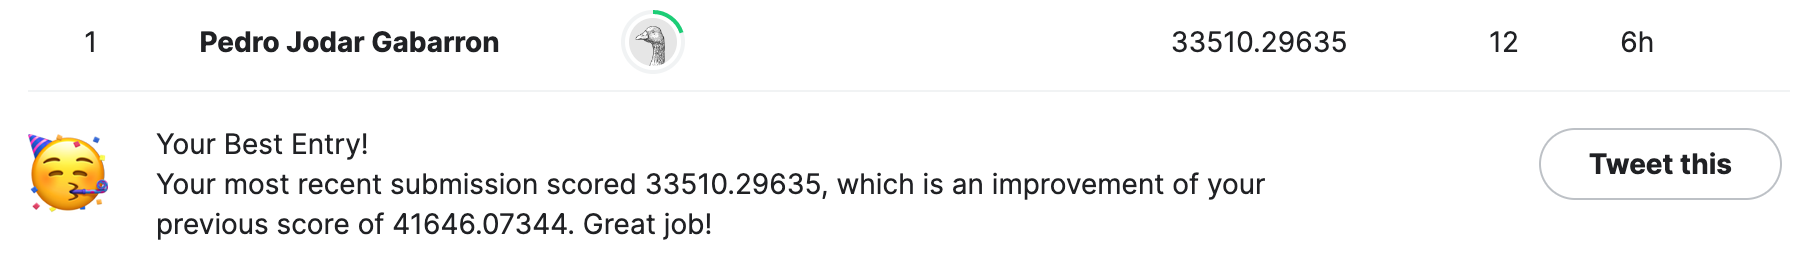 1 Pedro Jodar Gabarron 33510.29635 12 6h
Your Best Entry!
Your most recent submission scored 33510.29635, which is an improvement of your
previous score of 41646.07344. Great job!
Tweet this